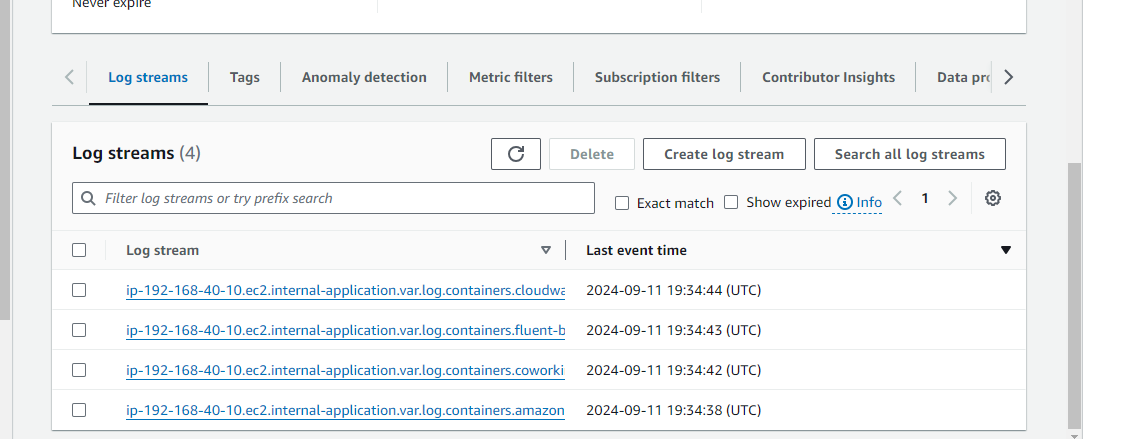 Never expire
Log streams Tags Anomaly detection Metric filters Subscription filters Contributor Insights Data pro
Log streams (4)
Delete Create log stream Search all log streams
Filter log streams or try prefix search
Exact match Show expired Info 1
Log stream Last event time
ip-192-168-40-10.ec2.internal-application.var.log.containers.cloudwa 2024-09-11 19:34:44 (UTC)
ip-192-168-40-10.ec2.internal-application.var.log.containers.fluent-b 2024-09-11 19:34:43 (UTC)
ip-192-168-40-10.ec2.internal-application.var.log.containers.coworki 2024-09-11 19:34:42 (UTC)
ip-192-168-40-10.ec2.internal-application.var.log.containers.amazon 2024-09-11 19:34:38 (UTC)